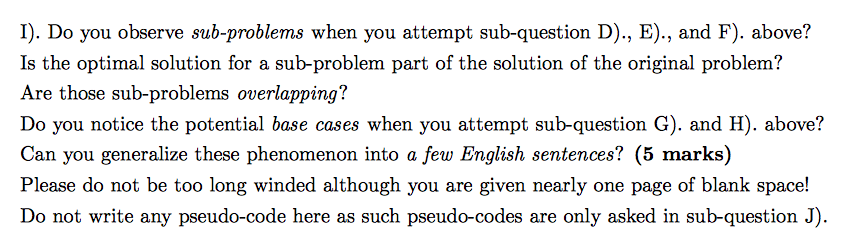 I). Do you observe sub-problems when you attempt sub-question D)., E)., and F). above?
Is the optimal solution for a sub-problem part of the solution of the original problem?
Are those sub-problems overlapping?
Do you notice the potential base cases when you attempt sub-question G). and H). above?
Can you generalize these phenomenon into a few English sentences? (5 marks)
Please do not be too long winded although you are given nearly one page of blank space!
Do not write any pseudo-code here as such pseudo-codes are only asked in sub-question J).